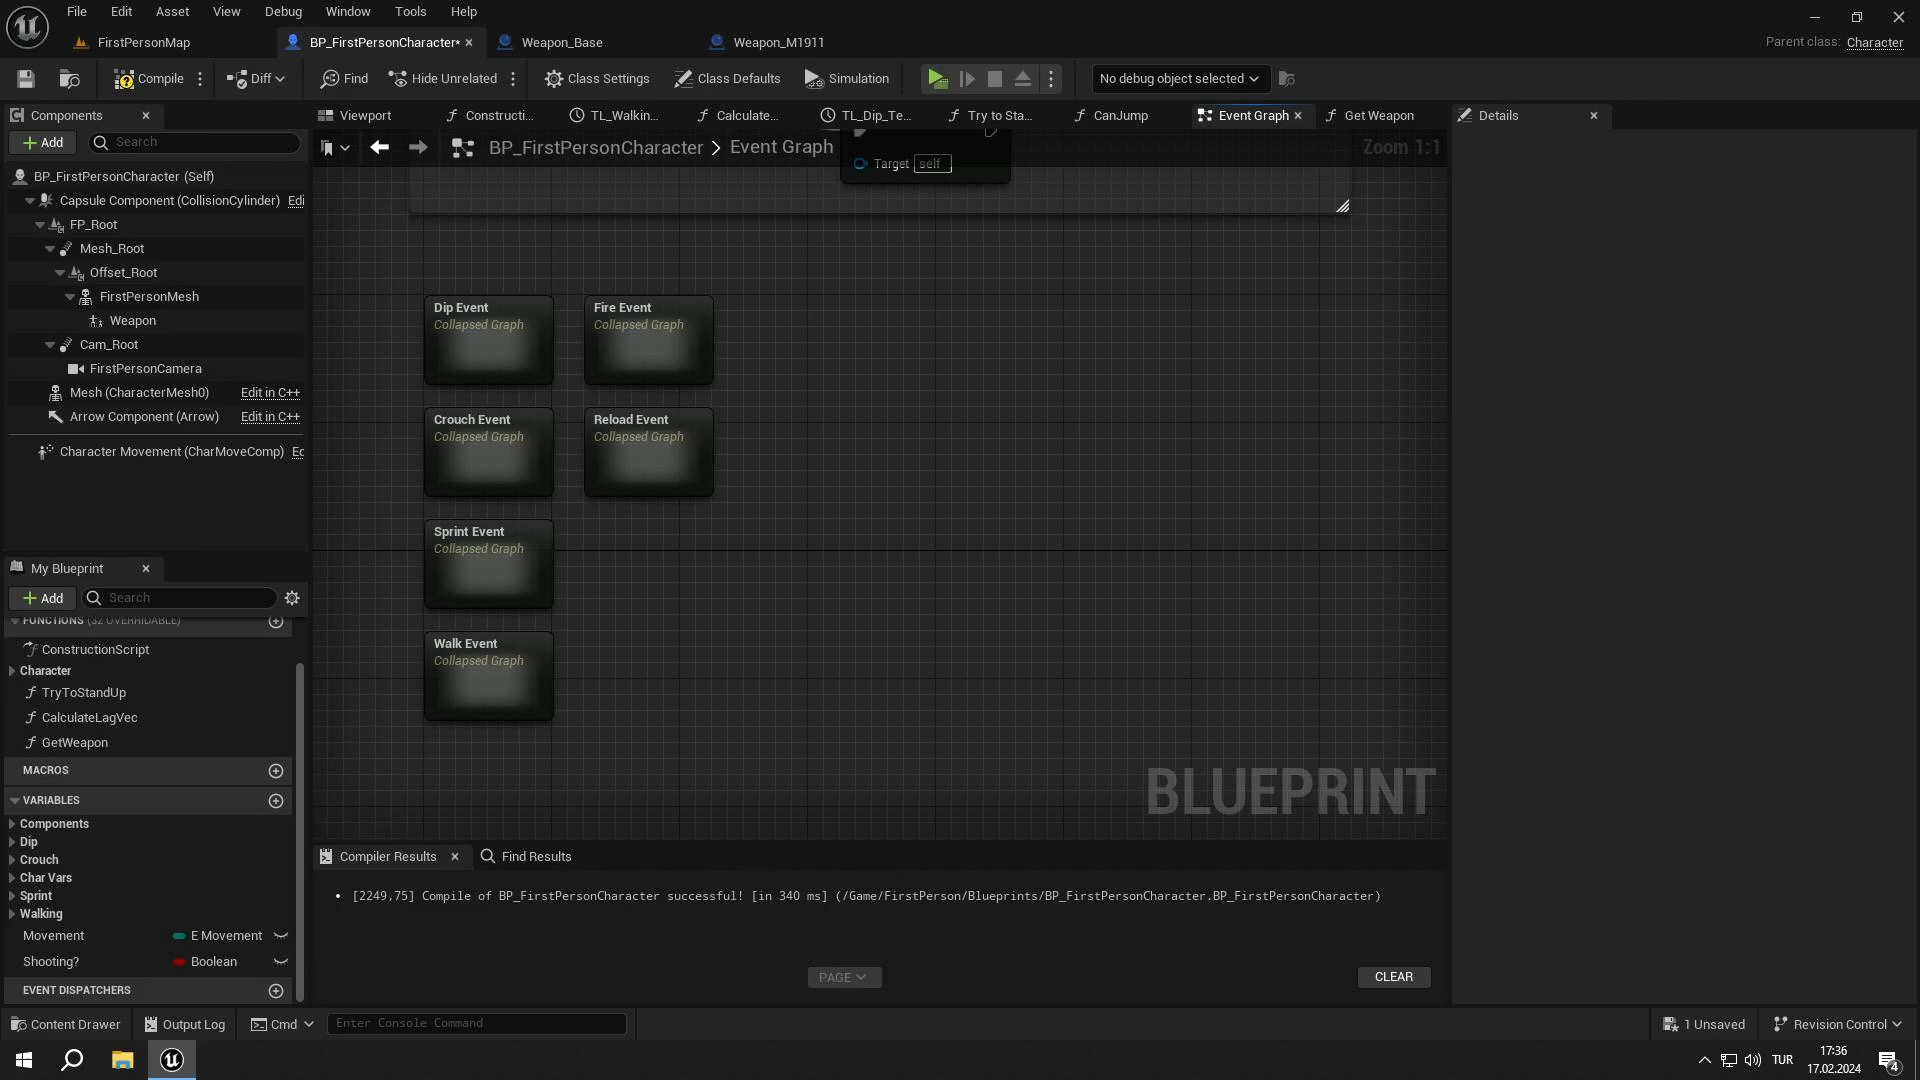 File Edit Asset View Debug Window Tools Help
FirstPersonMap BP_FirstPersonCharacter* Weapon_Base Weapon_M1911 Parent class: Character
Compile Diff Find Hide Unrelated Class Settings Class Defaults Simulation No debug object selected
Components Viewport Constructi... TL_Walkin... Calculate... TL_Dip_Te... Try to Sta... CanJump Event Graph Get Weapon Details
Add Search
BP_FirstPersonCharacter > Event Graph Zoom 1:1
Target self
BP_FirstPersonCharacter (Self)
Capsule Component (CollisionCylinder) Edi
FP_Root
Mesh_Root
Offset_Root
FirstPersonMesh
Weapon
Cam_Root
FirstPersonCamera
Mesh (CharacterMesh0) Edit in C++
Arrow Component (Arrow) Edit in C++
Character Movement (CharMoveComp) Ec
Dip Event
Collapsed Graph
Fire Event
Collapsed Graph
Crouch Event
Collapsed Graph
Reload Event
Collapsed Graph
Sprint Event
Collapsed Graph
Walk Event
Collapsed Graph
BLUEPRINT
My Blueprint
Add Search
FUNCTIONS (32 OVERRIDABLE)
ConstructionScript
Character
TryToStandUp
CalculateLagVec
GetWeapon
MACROS
VARIABLES
Components
Dip
Crouch
Char Vars
Sprint
Walking
Movement E Movement
Shooting? Boolean
EVENT DISPATCHERS
Compiler Results Find Results
[2249,75] Compile of BP_FirstPersonCharacter successful! [in 340 ms] (/Game/FirstPerson/Blueprints/BP_FirstPersonCharacter.BP_FirstPersonCharacter)
PAGE CLEAR
Content Drawer Output Log Cmd Enter Console Command 1 Unsaved Revision Control
TUR 17:36
17.02.2024 4